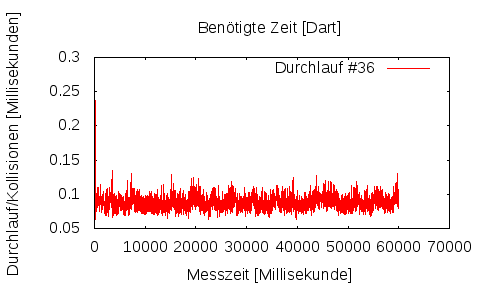 Benötigte Zeit [Dart]
Durchlauf/Kollisionen [Millisekunden]
Durchlauf #36
0.3
0.25
0.2
0.15
0.1
0.05
0 10000 20000 30000 40000 50000 60000 70000
Messzeit [Millisekunde]